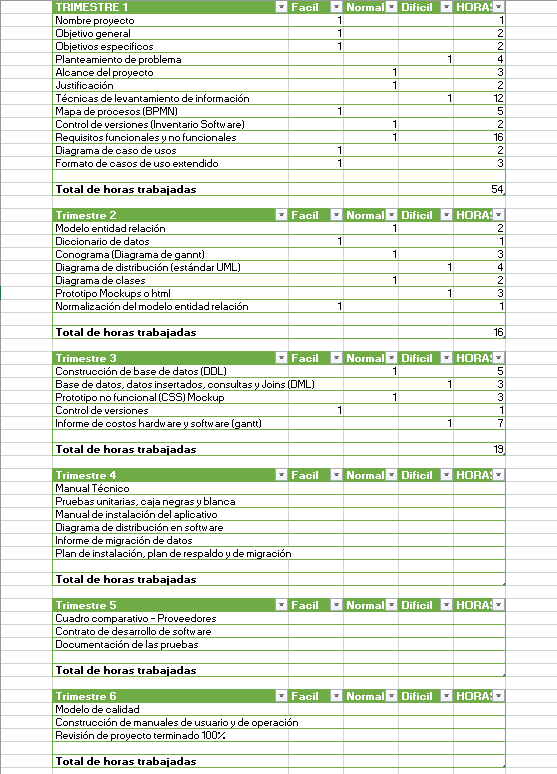 TRIMESTRE 1 Facil Normal Dificil HORAS
Nombre proyecto 1 1
Objetivo general 1 2
Objetivos especificos 1 2
Planteamiento de problema 1 4
Alcance del proyecto 1 3
Justificación 1 2
Técnicas de levantamiento de información 1 12
Mapa de procesos (BPMN) 1 5
Control de versiones (Inventario Software) 1 2
Requisitos funcionales y no funcionales 1 16
Diagrama de caso de usos 1 2
Formato de casos de uso extendido 1 3
Total de horas trabajadas 54
Trimestre 2 Facil Normal Dificil HORAS
Modelo entidad relación 1 2
Diccionario de datos 1 1
Conograma (Diagrama de gannt) 1 3
Diagrama de distribución (estándar UML) 1 4
Diagrama de clases 1 2
Prototipo Mockups o html 1 3
Normalización del modelo entidad relación 1 1
Total de horas trabajadas 16
Trimestre 3 Facil Normal Dificil HORAS
Construcción de base de datos (DDL) 1 5
Base de datos, datos insertados, consultas y Joins (DML) 1 3
Prototipo no funcional (CSS) Mockup 1 3
Control de versiones 1 1
Informe de costos hardware y software (gantt) 1 7
Total de horas trabajadas 19
Trimestre 4 Facil Normal Dificil HORAS
Manual Técnico
Pruebas unitarias, caja negras y blanca
Manual de instalación del aplicativo
Diagrama de distribución en software
Informe de migración de datos
Plan de instalación, plan de respaldo y de migración
Total de horas trabajadas
Trimestre 5 Facil Normal Dificil HORAS
Cuadro comparativo - Proveedores
Contrato de desarrollo de software
Documentación de las pruebas
Total de horas trabajadas
Trimestre 6 Facil Normal Dificil HORAS
Modelo de calidad
Construcción de manuales de usuario y de operación
Revisión de proyecto terminado 100%
Total de horas trabajadas